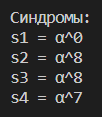 Синдромы:
s1 = α^0
s2 = α^8
s3 = α^8
s4 = α^7